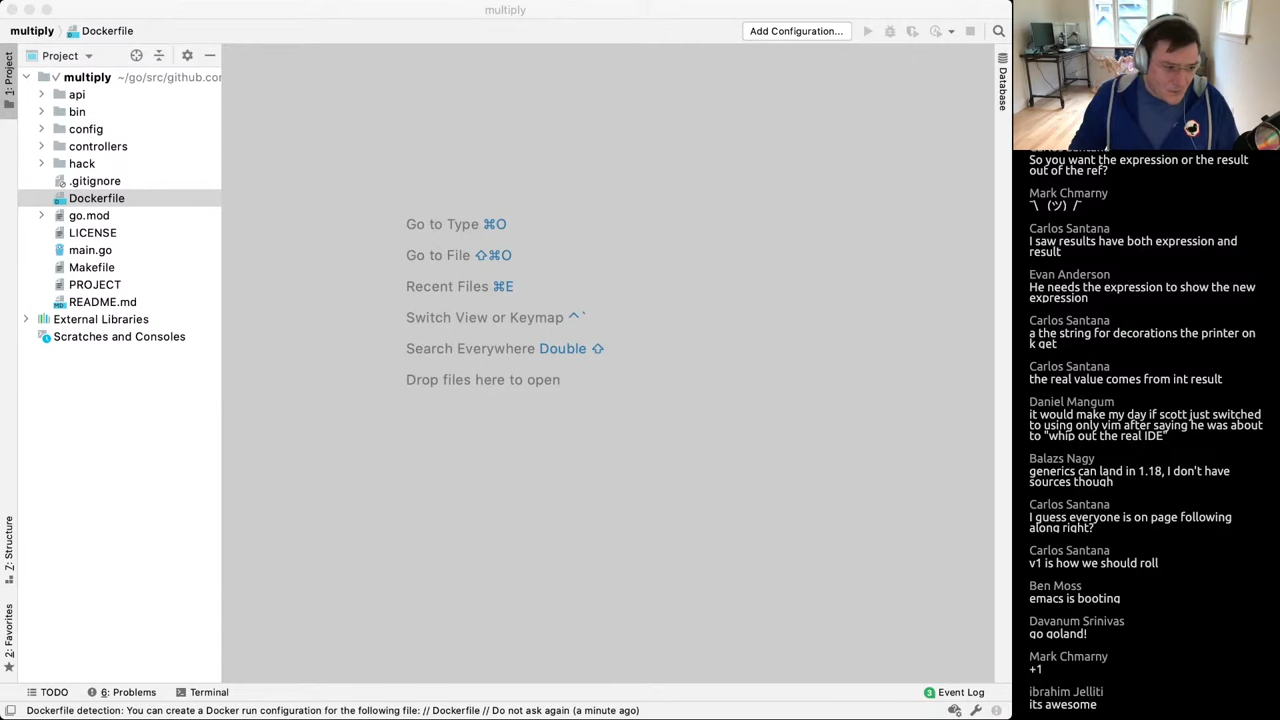 multiply
multiply
Dockerfile
Add Configuration...
1: Project
Project
multiply ~/go/src/github.cor
api
bin
config
controllers
hack
.gitignore
Dockerfile
go.mod
LICENSE
main.go
Makefile
PROJECT
README.md
External Libraries
Scratches and Consoles
Go to Type ⌘O
Go to File ⇧⌘O
Recent Files ⌘E
Switch View or Keymap ^`
Search Everywhere Double ⇧
Drop files here to open
Database
Z: Structure
2: Favorites
TODO
6: Problems
Terminal
3 Event Log
Dockerfile detection: You can create a Docker run configuration for the following file: // Dockerfile // Do not ask again (a minute ago)
Carlos Santana
So you want the expression or the result
out of the ref?
Mark Chmarny
¯\_(ツ)_/¯
Carlos Santana
I saw results have both expression and
result
Evan Anderson
He needs the expression to show the new
expression
Carlos Santana
a the string for decorations the printer on
k get
Carlos Santana
the real value comes from int result
Daniel Mangum
it would make my day if scott just switched
to using only vim after saying he was about
to "whip out the real IDE"
Balazs Nagy
generics can land in 1.18, I don't have
sources though
Carlos Santana
I guess everyone is on page following
along right?
Carlos Santana
v1 is how we should roll
Ben Moss
emacs is booting
Davanum Srinivas
go goland!
Mark Chmarny
+1
ibrahim Jelliti
its awesome